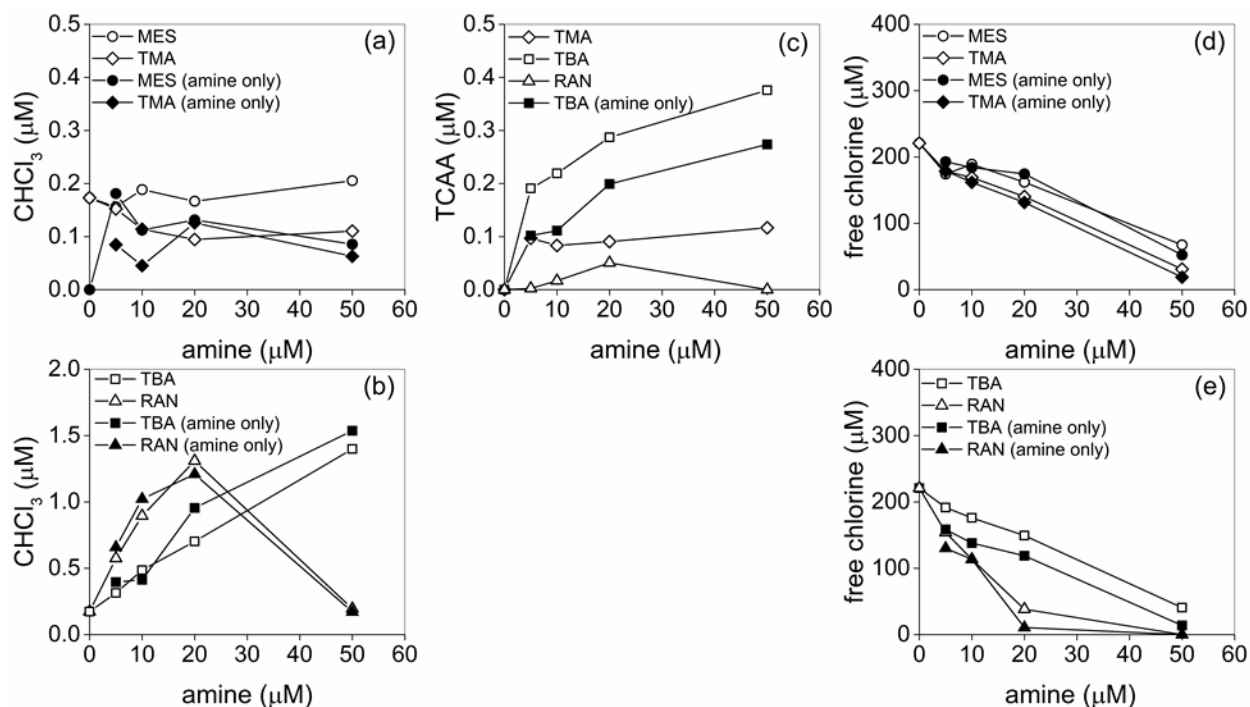 (a)
MES
TMA
MES (amine only)
TMA (amine only)
0.5
0.4
0.3
0.2
0.1
0.0
CHCl₃ (μM)
0 10 20 30 40 50 60
amine (μM)
(c)
TMA
TBA
RAN
TBA (amine only)
0.5
0.4
0.3
0.2
0.1
0.0
TCAA (μM)
0 10 20 30 40 50 60
amine (μM)
(d)
MES
TMA
MES (amine only)
TMA (amine only)
400
300
200
100
0
free chlorine (μM)
0 10 20 30 40 50 60
amine (μM)
(b)
TBA
RAN
TBA (amine only)
RAN (amine only)
2.0
1.5
1.0
0.5
0.0
CHCl₃ (μM)
0 10 20 30 40 50 60
amine (μM)
(e)
TBA
RAN
TBA (amine only)
RAN (amine only)
400
300
200
100
0
free chlorine (μM)
0 10 20 30 40 50 60
amine (μM)